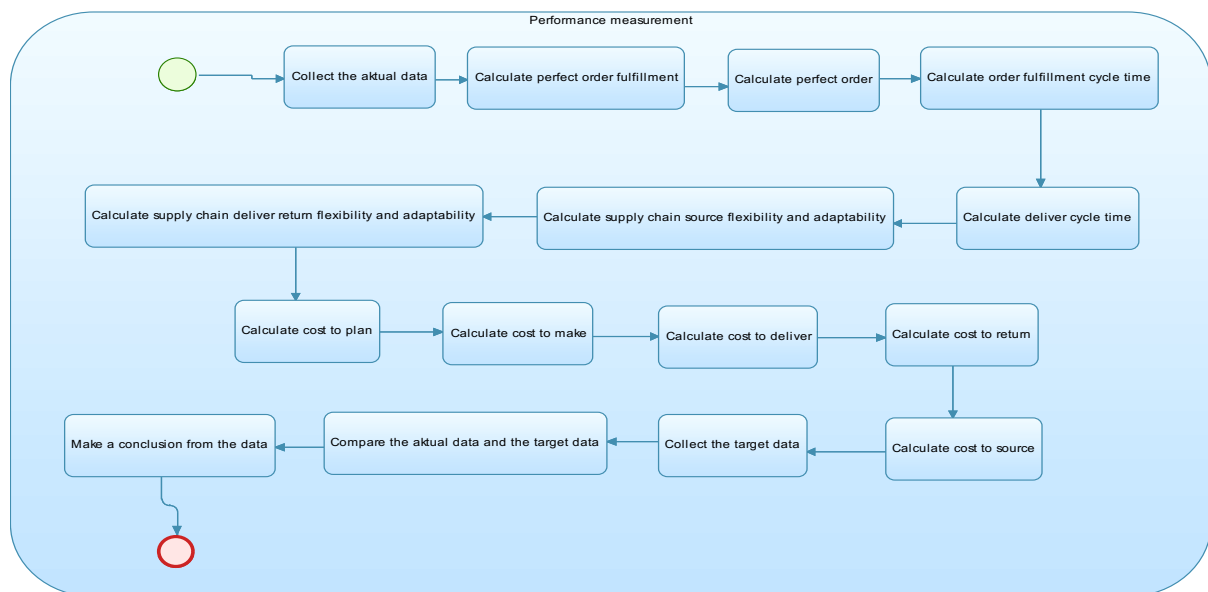 Performance measurement
Collect the aktual data
Calculate perfect order fulfillment
Calculate perfect order
Calculate order fulfillment cycle time
Calculate deliver cycle time
Calculate supply chain source flexibility and adaptability
Calculate supply chain deliver return flexibility and adaptability
Calculate cost to plan
Calculate cost to make
Calculate cost to deliver
Calculate cost to return
Calculate cost to source
Collect the target data
Compare the aktual data and the target data
Make a conclusion from the data